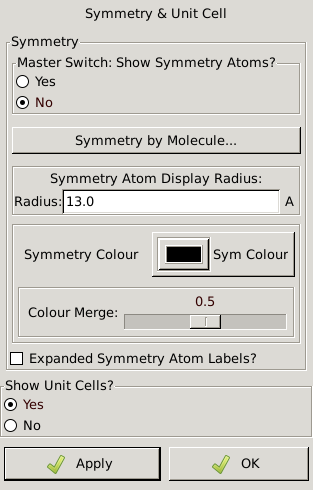 Symmetry & Unit Cell
Symmetry
Master Switch: Show Symmetry Atoms?
Yes
No
Symmetry by Molecule...
Symmetry Atom Display Radius:
Radius: 13.0 A
Symmetry Colour Sym Colour
0.5
Colour Merge:
Expanded Symmetry Atom Labels?
Show Unit Cells?
Yes
No
Apply OK